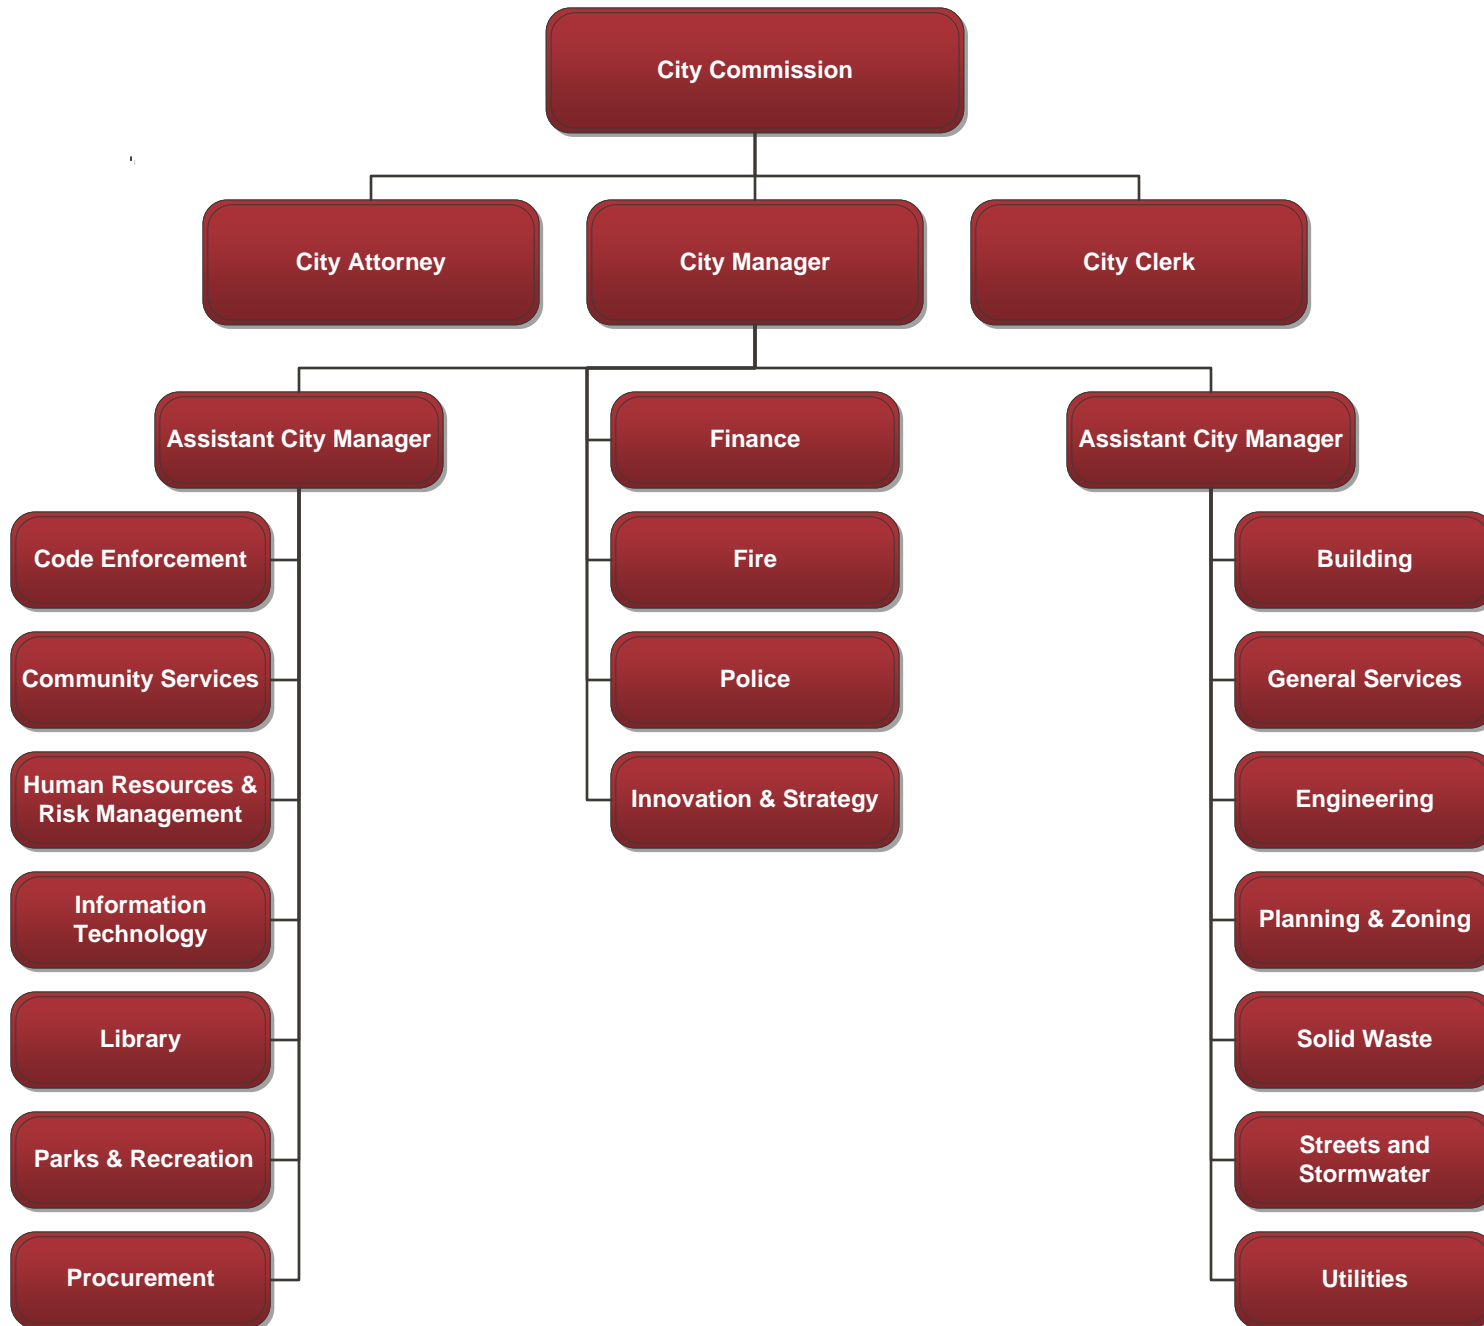 City Commission
City Attorney
City Manager
City Clerk
Assistant City Manager
Finance
Assistant City Manager
Code Enforcement
Fire
Building
Community Services
Police
General Services
Human Resources &
Risk Management
Innovation & Strategy
Engineering
Information
Technology
Planning & Zoning
Library
Solid Waste
Parks & Recreation
Streets and
Stormwater
Procurement
Utilities